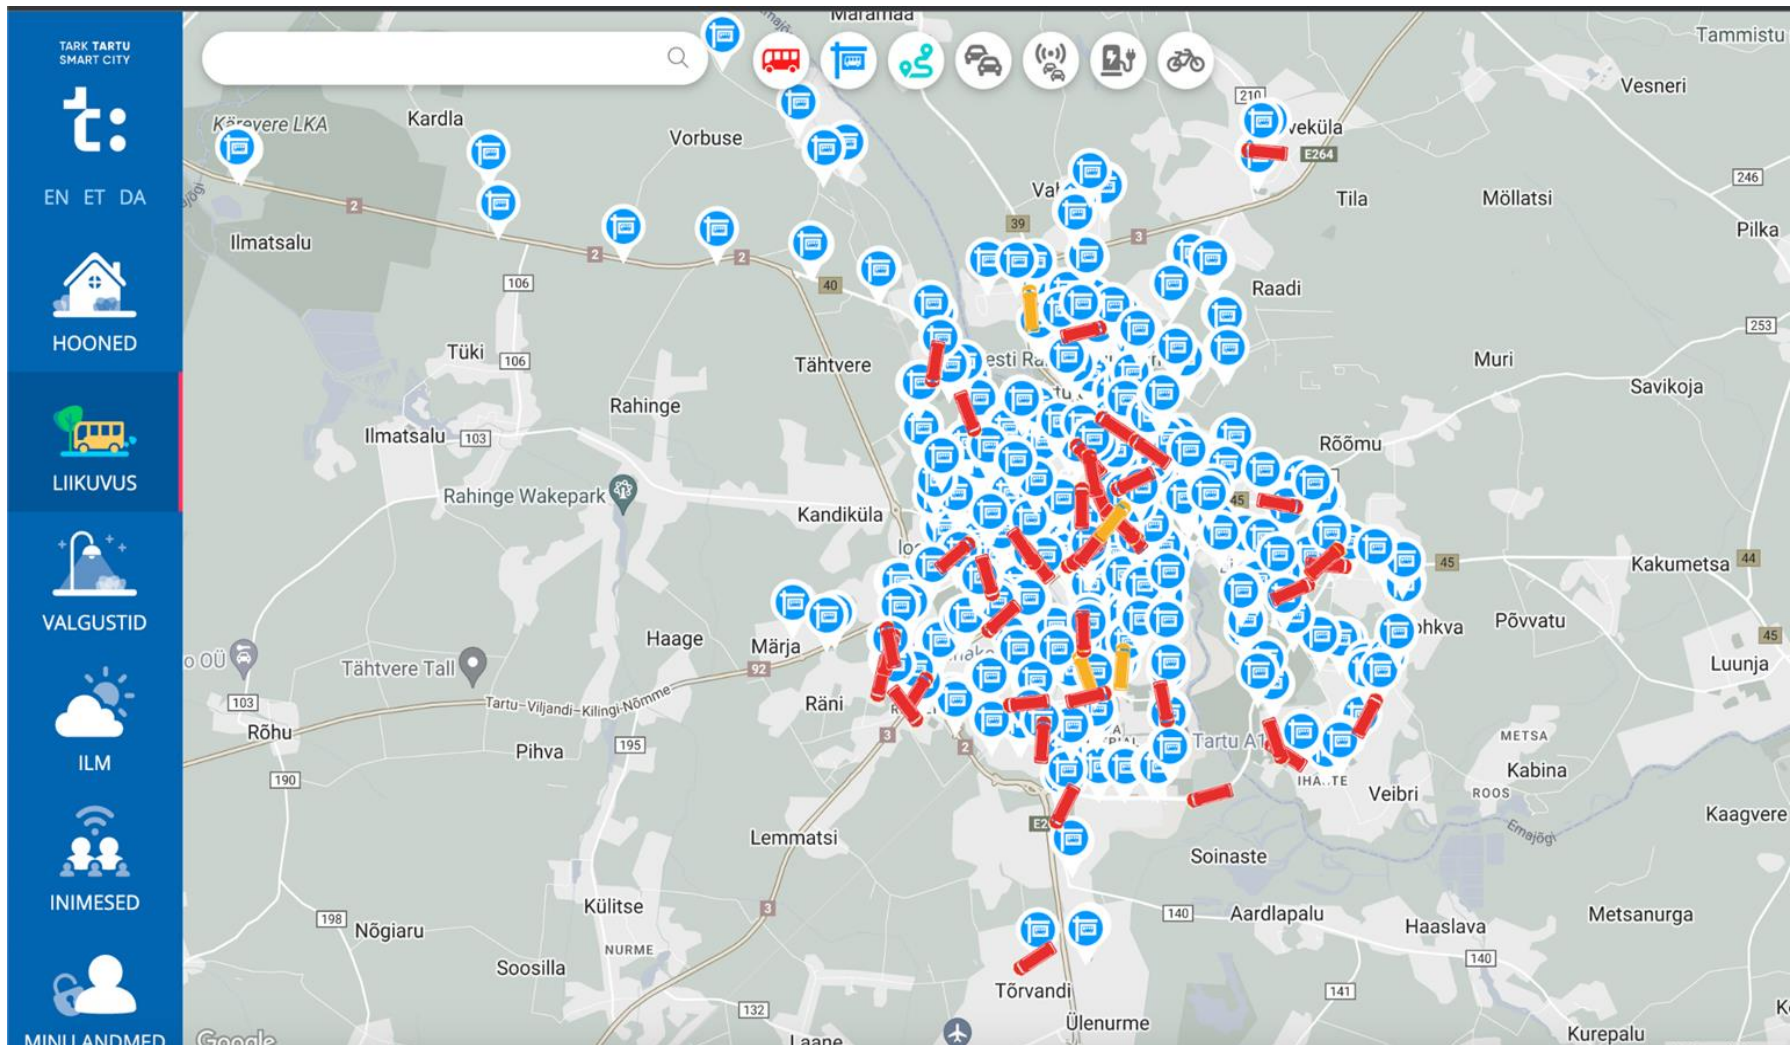 TARK TARTU
SMART CITY
EN ET DA
HOONED
LIIKUVUS
VALGUSTID
ILM
INIMESED
MINU ANDMED
Maramaa
Tammistu
Vesneri
Kärevere LKA
Kardla
Vorbuse
210
veküla
E264
246
Tila
Möllatsi
Pilka
39
3
2
2
2
Ilmatsalu
106
40
Raadi
253
Tüki
106
Tähtvere
Muri
Savikoja
Rahinge
Ilmatsalu
103
Rõõmu
Rahinge Wakepark
Kandiküla
45
45
44
Kakumetsa
Haage
Märja
Põvvatu
ohkva
45
Luunja
o OÜ
Tähtvere Tall
92
103
Tartu-Viljandi-Kilingi-Nõmme
Räni
Rõhu
Pihva
195
3
2
Tartu A1
METSA
Kabina
190
IHASTE
Veibri
ROOS
Kaagvere
Lemmatsi
Emajõgi
Soinaste
Külitse
3
198
Nõgiaru
140
Aardlapalu
Haaslava
Metsanurga
NURME
140
Soosilla
Tõrvandi
141
132
Ülenurme
Laane
Kurepalu
Google